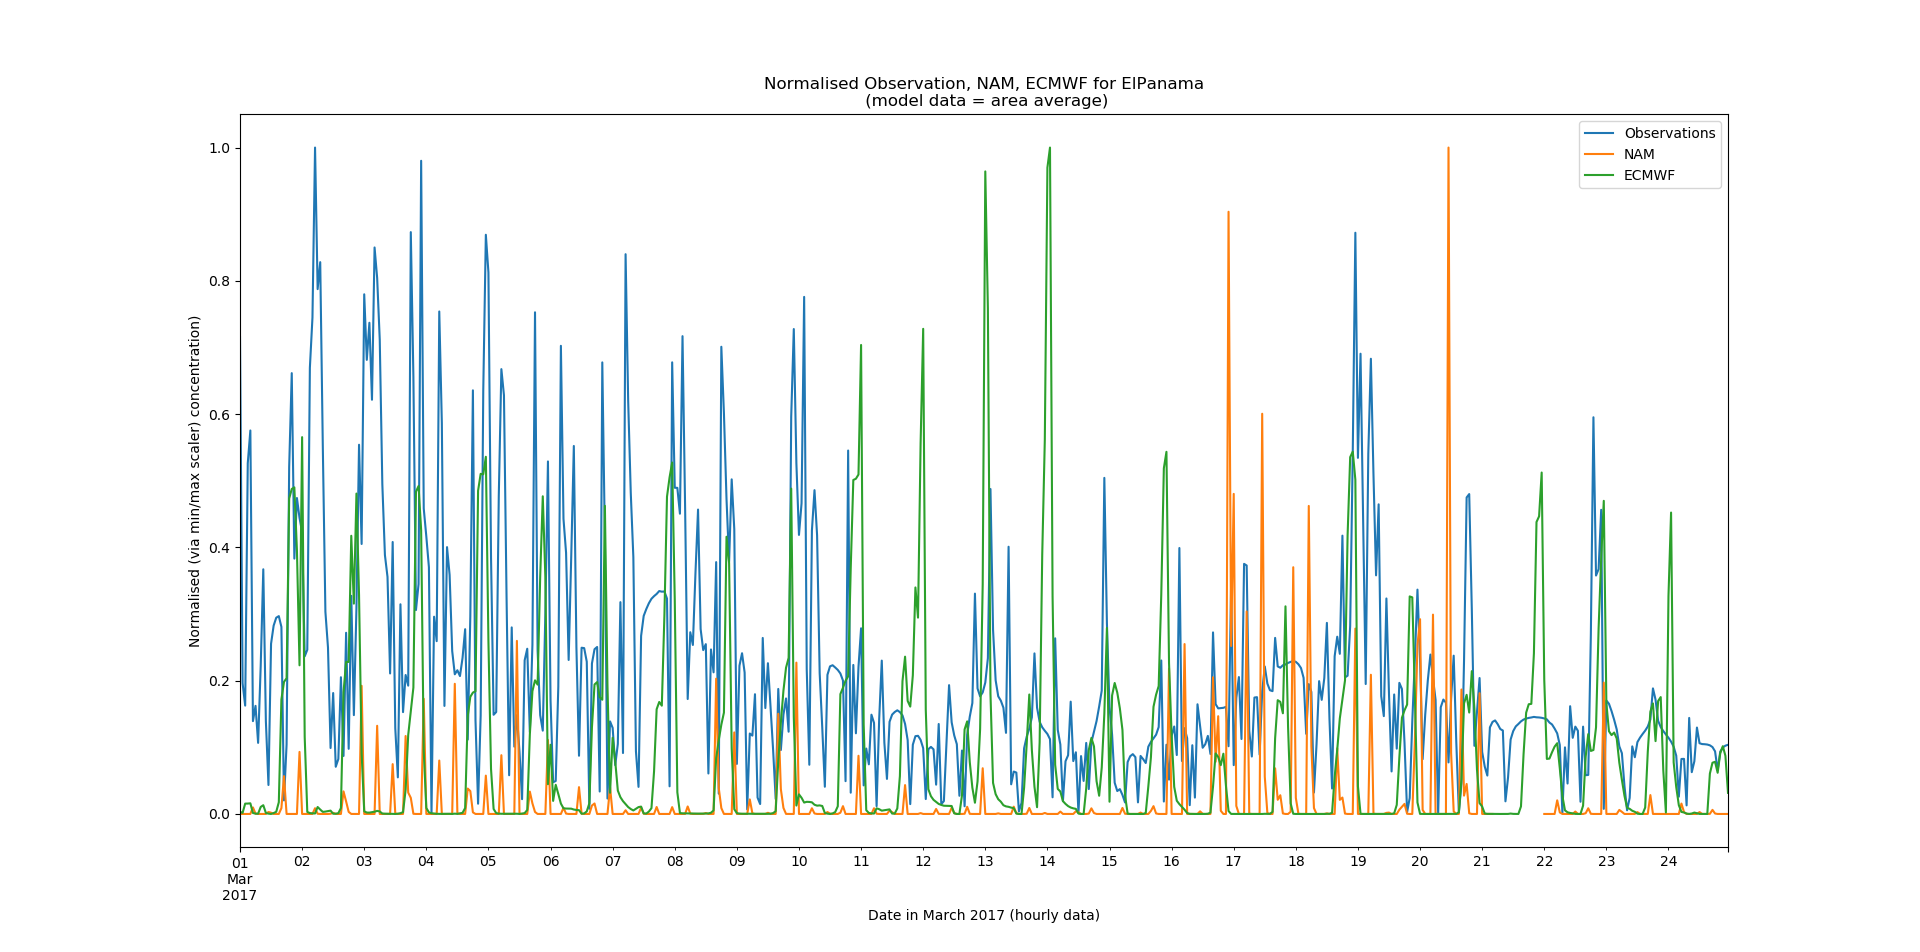 Normalised Observation, NAM, ECMWF for ElPanama
(model data = area average)
Observations
NAM
ECMWF
Normalised (via min/max scaler) concentration)
1.0
0.8
0.6
0.4
0.2
0.0
01 02 03 04 05 06 07 08 09 10 11 12 13 14 15 16 17 18 19 20 21 22 23 24
Mar
2017
Date in March 2017 (hourly data)